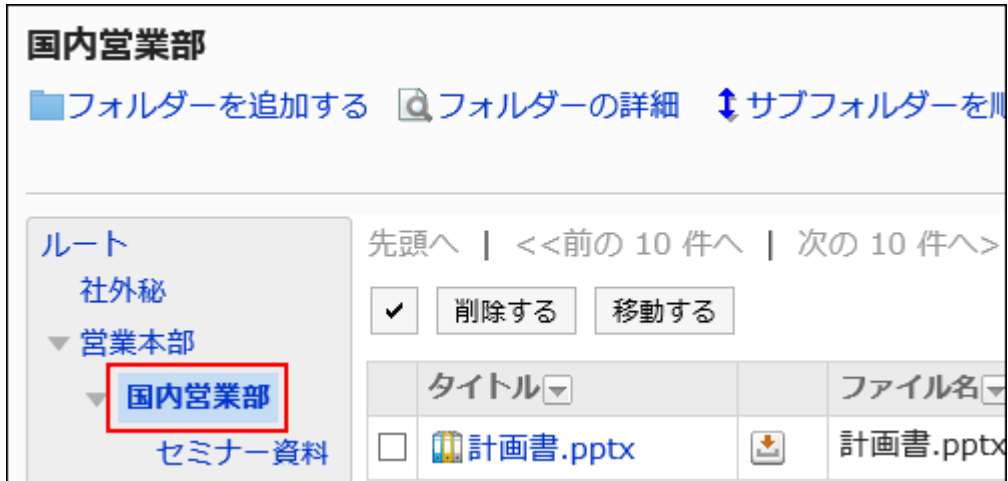 国内営業部
フォルダーを追加する フォルダーの詳細 サブフォルダーを
ルート
社外秘
営業本部
国内営業部
セミナー資料
先頭へ | <<前の 10 件へ | 次の 10 件へ>
削除する 移動する
タイトル ファイル名
計画書.pptx 計画書.pptx